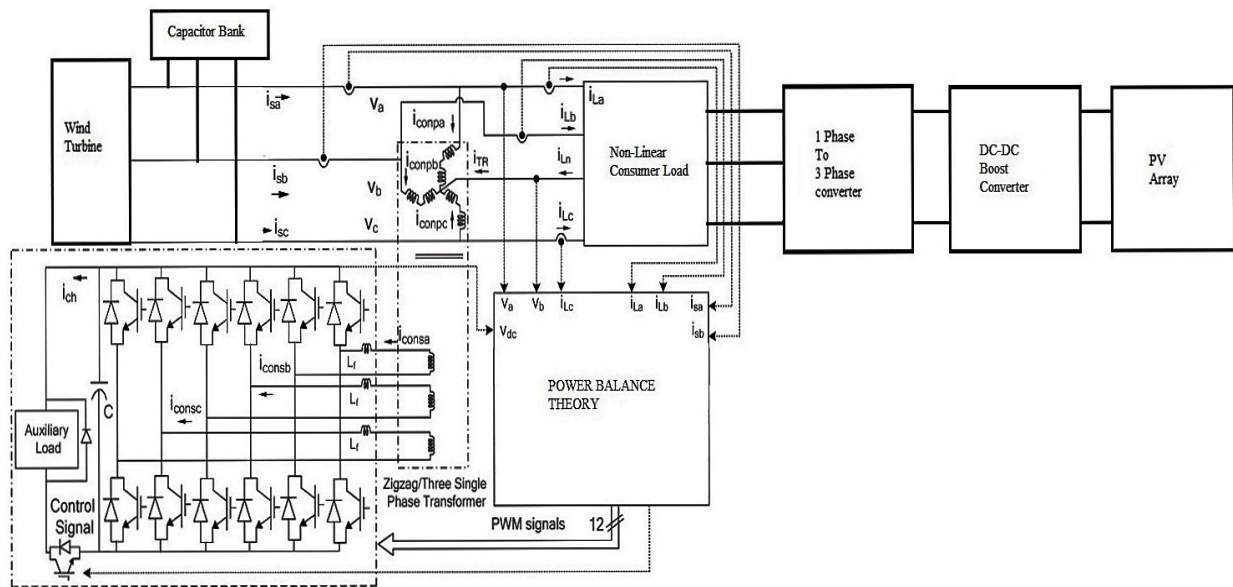 Capacitor Bank
Wind
Turbine
isa
Va
iconpa
isb
Vb
iconpb
iTR
iconpc
isc
Vc
iLa
iLb
iLn
iLc
Non-Linear
Consumer Load
1 Phase
To
3 Phase
converter
DC-DC
Boost
Converter
PV
Array
ich
C
Auxiliary
Load
Control
Signal
iconsa
iconsb
iconsc
Lf
Lf
Lf
Zigzag/Three Single
Phase Transformer
Va Vb iLc iLa iLb isa
isb
Vdc
POWER BALANCE
THEORY
PWM signals 12